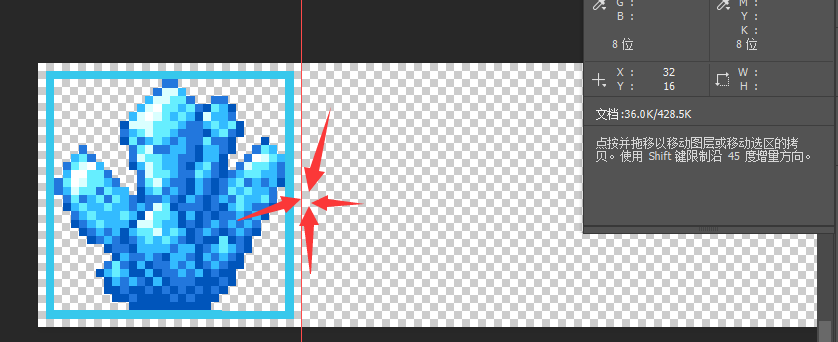 G :
B :
M :
Y :
K :
8 位
8 位
X : 32
Y : 16
W :
H :
文档:36.0K/428.5K
点按并拖移以移动图层或移动选区的拷
贝。使用 Shift 键限制沿 45 度增量方向。